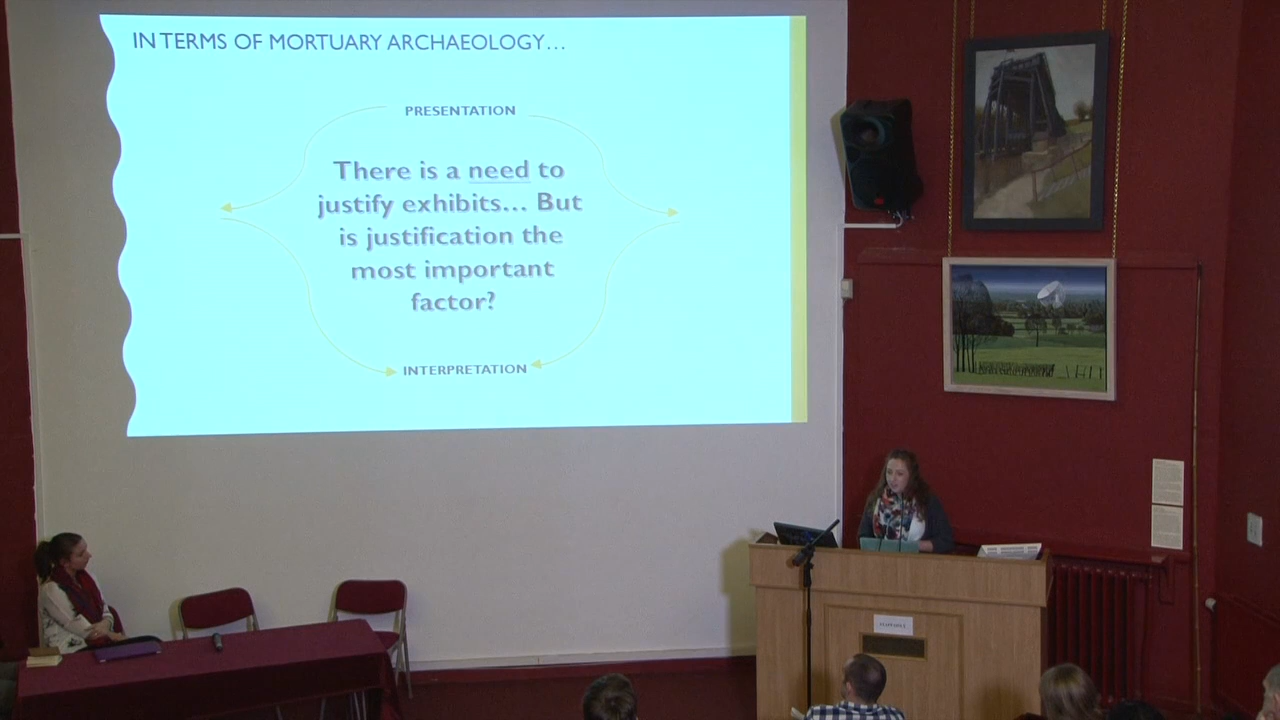 IN TERMS OF MORTUARY ARCHAEOLOGY...
PRESENTATION
There is a need to
justify exhibits... But
is justification the
most important
factor?
INTERPRETATION